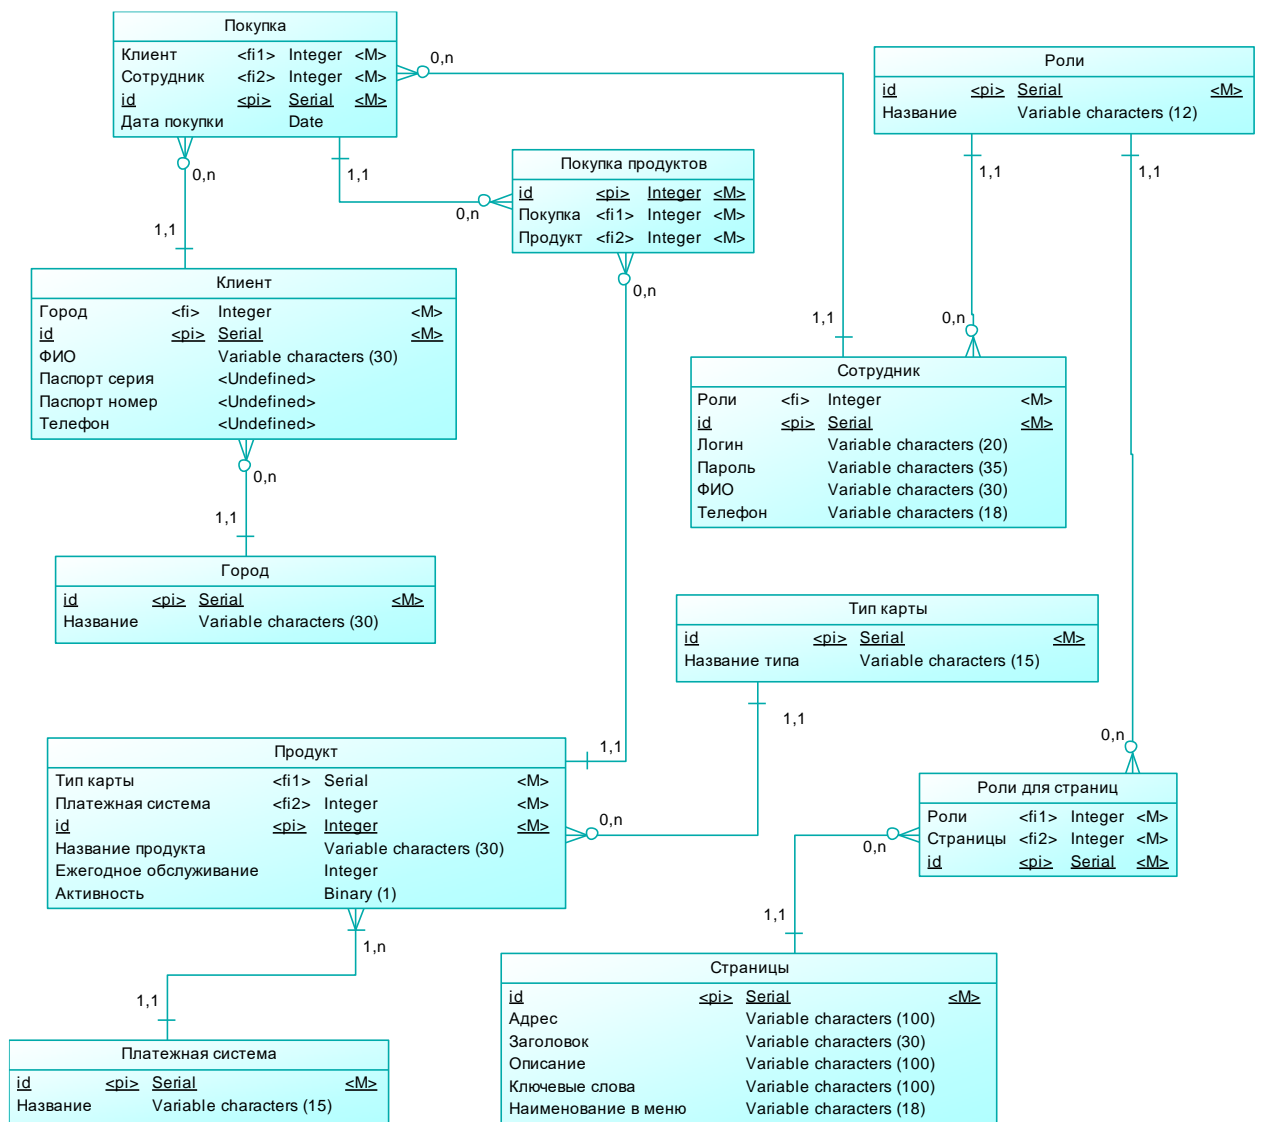 Покупка
Клиент <fi1> Integer <M>
Сотрудник <fi2> Integer <M>
id <pi> Serial <M>
Дата покупки Date
0,n
0,n
1,1
1,1
Роли
id <pi> Serial <M>
Название Variable characters (12)
1,1
1,1
Покупка продуктов
id <pi> Integer <M>
Покупка <fi1> Integer <M>
Продукт <fi2> Integer <M>
0,n
0,n
Клиент
Город <fi> Integer <M>
id <pi> Serial <M>
ФИО Variable characters (30)
Паспорт серия <Undefined>
Паспорт номер <Undefined>
Телефон <Undefined>
0,n
1,1
1,1
0,n
Сотрудник
Роли <fi> Integer <M>
id <pi> Serial <M>
Логин Variable characters (20)
Пароль Variable characters (35)
ФИО Variable characters (30)
Телефон Variable characters (18)
Город
id <pi> Serial <M>
Название Variable characters (30)
Тип карты
id <pi> Serial <M>
Название типа Variable characters (15)
1,1
1,1
0,n
0,n
Продукт
Тип карты <fi1> Serial <M>
Платежная система <fi2> Integer <M>
id <pi> Integer <M>
Название продукта Variable characters (30)
Ежегодное обслуживание Integer
Активность Binary (1)
1,n
1,1
Роли для страниц
Роли <fi1> Integer <M>
Страницы <fi2> Integer <M>
id <pi> Serial <M>
0,n
1,1
Платежная система
id <pi> Serial <M>
Название Variable characters (15)
Страницы
id <pi> Serial <M>
Адрес Variable characters (100)
Заголовок Variable characters (30)
Описание Variable characters (100)
Ключевые слова Variable characters (100)
Наименование в меню Variable characters (18)